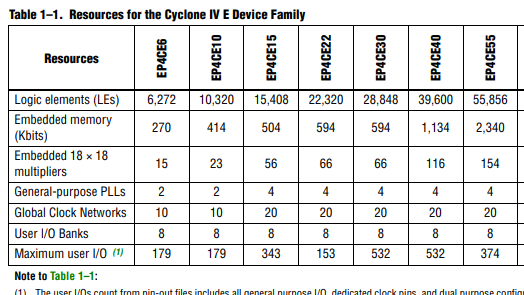 Table 1–1. Resources for the Cyclone IV E Device Family
Resources EP4CE6 EP4CE10 EP4CE15 EP4CE22 EP4CE30 EP4CE40 EP4CE55
Logic elements (LEs) 6,272 10,320 15,408 22,320 28,848 39,600 55,856
Embedded memory
(Kbits) 270 414 504 594 594 1,134 2,340
Embedded 18 × 18
multipliers 15 23 56 66 66 116 154
General-purpose PLLs 2 2 4 4 4 4 4
Global Clock Networks 10 10 20 20 20 20 20
User I/O Banks 8 8 8 8 8 8 8
Maximum user I/O (1) 179 179 343 153 532 532 374
Note to Table 1–1:
(1) The user I/Os count from pin-out files includes all general purpose I/O, dedicated clock pins, and dual purpose